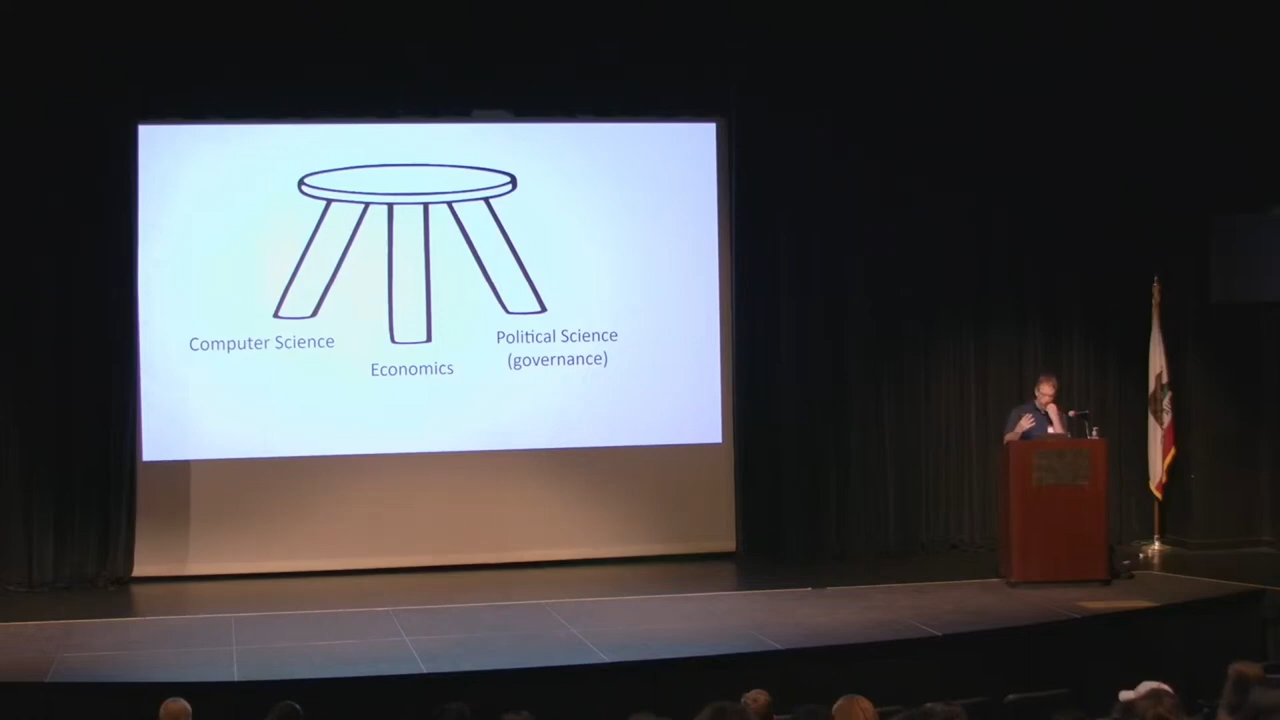 Computer Science
Economics
Political Science
(governance)